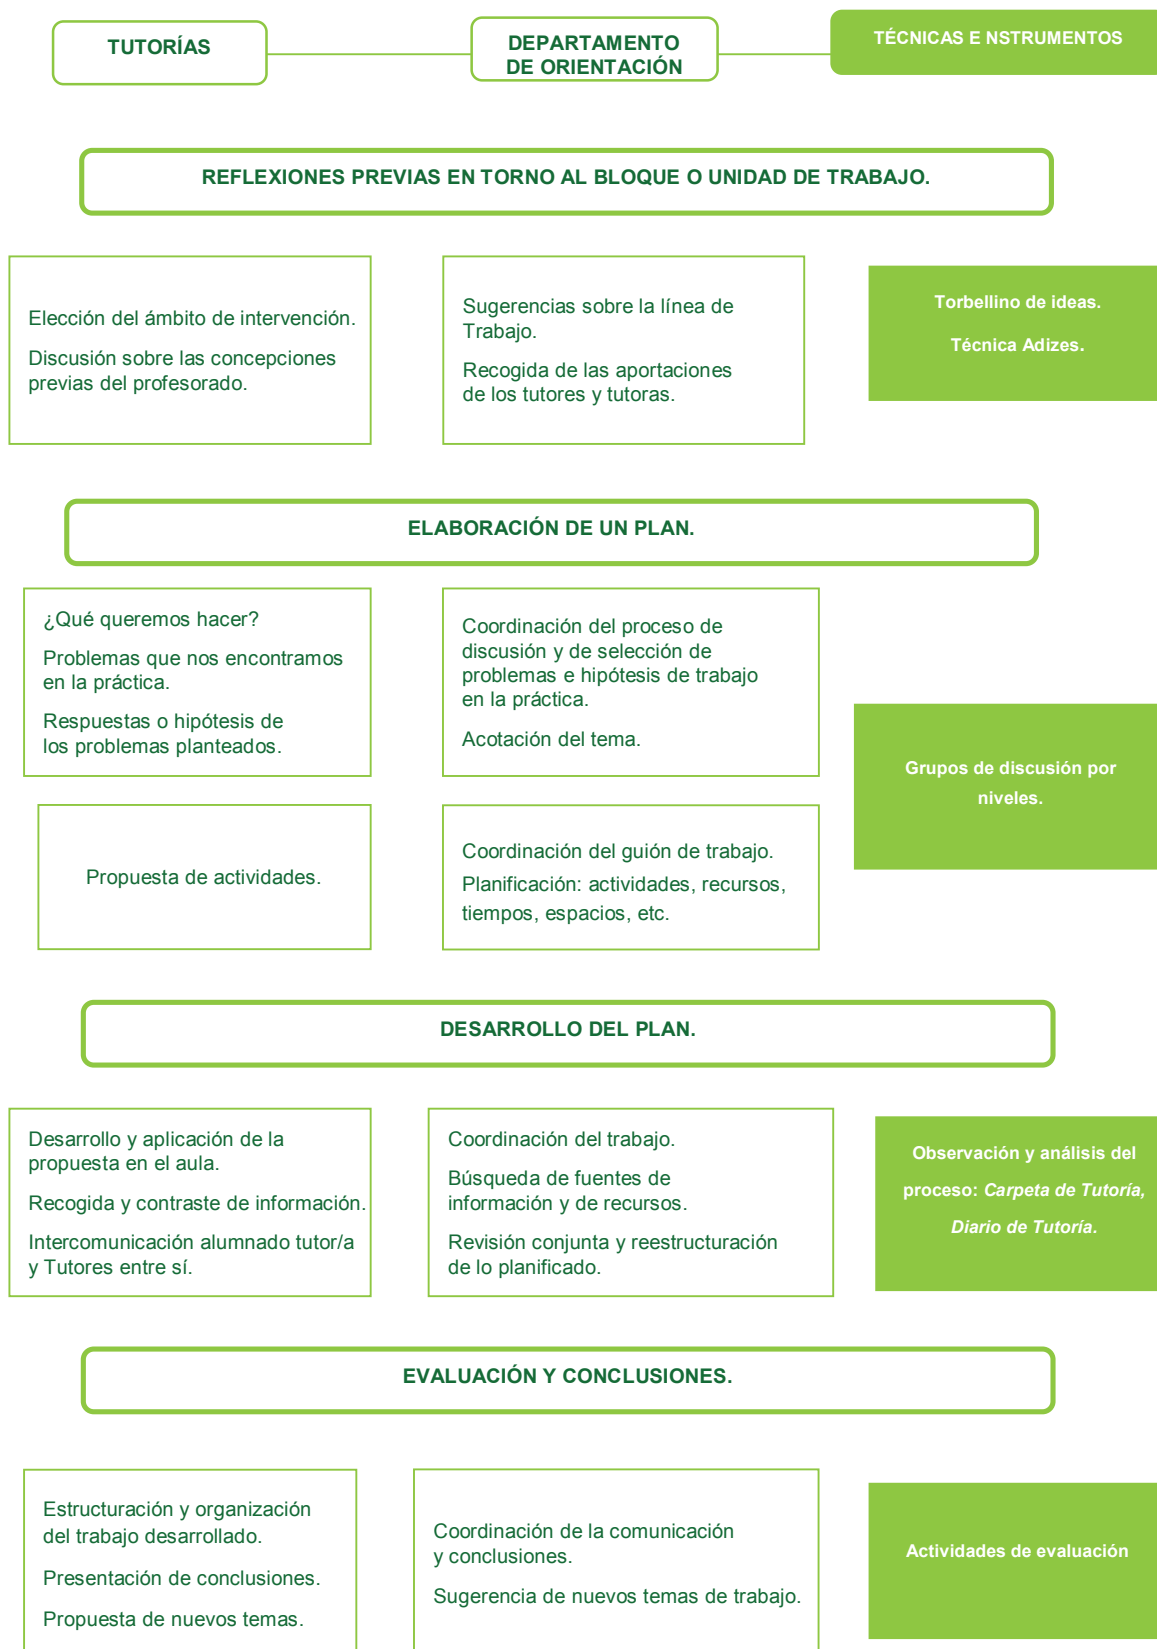 TUTORÍAS
DEPARTAMENTO
DE ORIENTACIÓN
TÉCNICAS E NSTRUMENTOS
REFLEXIONES PREVIAS EN TORNO AL BLOQUE O UNIDAD DE TRABAJO.
Elección del ámbito de intervención.
Discusión sobre las concepciones
previas del profesorado.
Sugerencias sobre la línea de
Trabajo.
Recogida de las aportaciones
de los tutores y tutoras.
Torbellino de ideas.
Técnica Adizes.
ELABORACIÓN DE UN PLAN.
¿Qué queremos hacer?
Problemas que nos encontramos
en la práctica.
Respuestas o hipótesis de
los problemas planteados.
Coordinación del proceso de
discusión y de selección de
problemas e hipótesis de trabajo
en la práctica.
Acotación del tema.
Grupos de discusión por
niveles.
Propuesta de actividades.
Coordinación del guión de trabajo.
Planificación: actividades, recursos,
tiempos, espacios, etc.
DESARROLLO DEL PLAN.
Desarrollo y aplicación de la
propuesta en el aula.
Recogida y contraste de información.
Intercomunicación alumnado tutor/a
y Tutores entre sí.
Coordinación del trabajo.
Búsqueda de fuentes de
información y de recursos.
Revisión conjunta y reestructuración
de lo planificado.
Observación y análisis del
proceso: Carpeta de Tutoría,
Diario de Tutoría.
EVALUACIÓN Y CONCLUSIONES.
Estructuración y organización
del trabajo desarrollado.
Presentación de conclusiones.
Propuesta de nuevos temas.
Coordinación de la comunicación
y conclusiones.
Sugerencia de nuevos temas de trabajo.
Actividades de evaluación